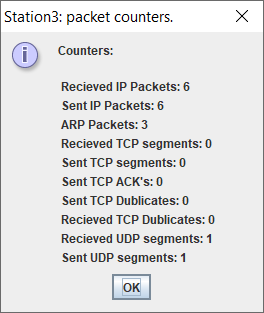 Station3: packet counters.
Counters:
Recieved IP Packets: 6
Sent IP Packets: 6
ARP Packets: 3
Recieved TCP segments: 0
Sent TCP segments: 0
Sent TCP ACK's: 0
Sent TCP Dublicates: 0
Recieved TCP Dublicates: 0
Recieved UDP segments: 1
Sent UDP segments: 1
OK